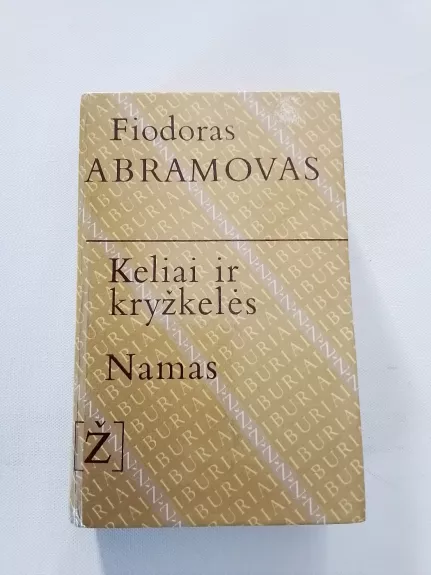 Fiodoras
ABRAMOVAS
Keliai ir
kryžkelės
Namas
[Ž]